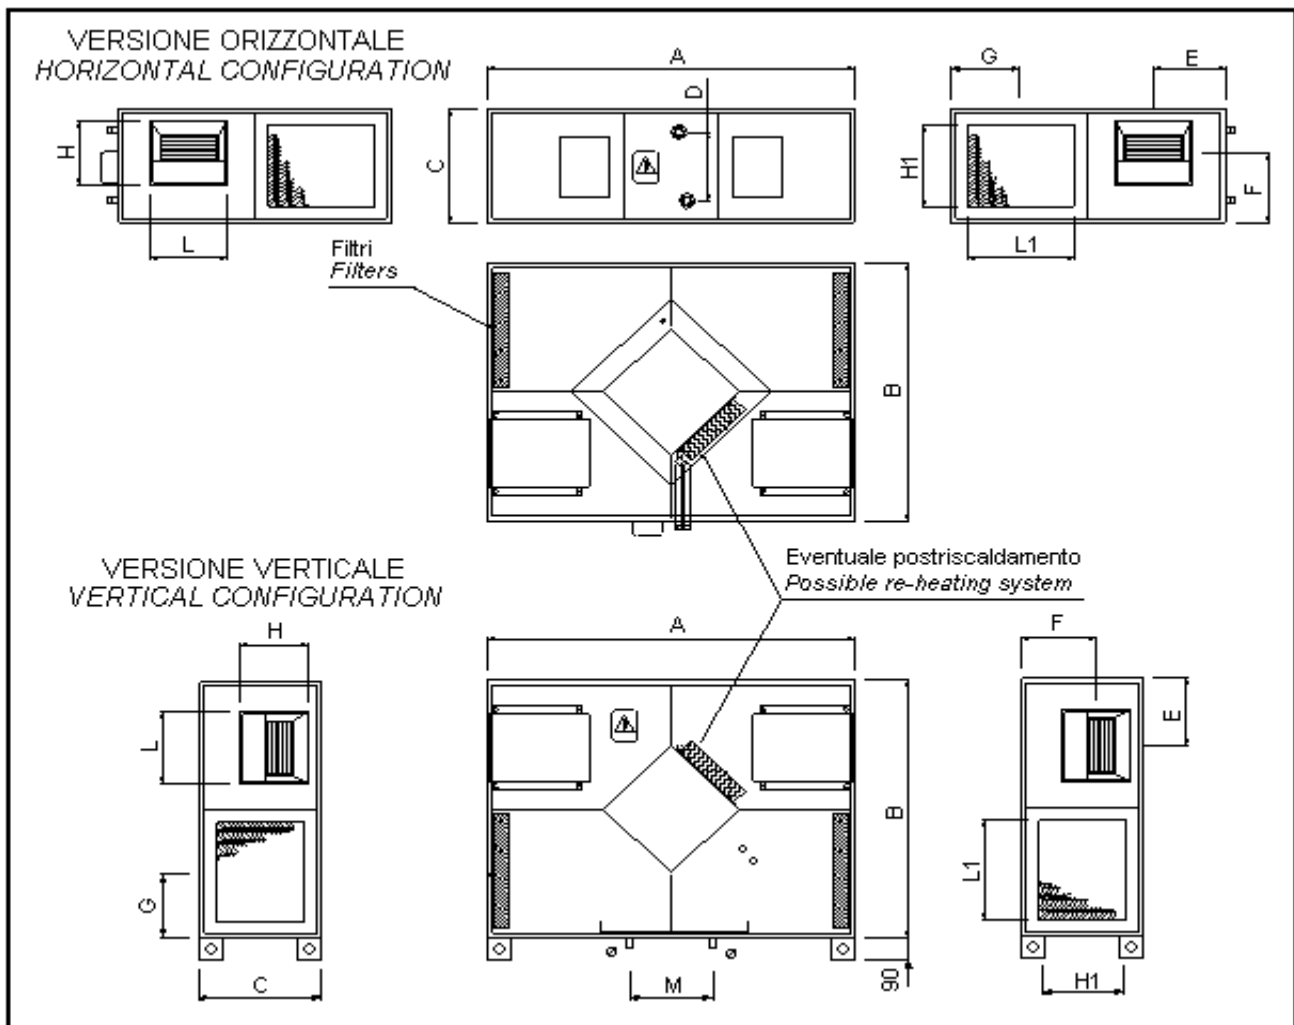 VERSIONE ORIZZONTALE
HORIZONTAL CONFIGURATION
A
G
E
D
H
C
H1
F
L
L1
Filtri
Filters
B
Eventuale postriscaldamento
Possible re-heating system
VERSIONE VERTICALE
VERTICAL CONFIGURATION
A
H
F
L
E
B
L1
G
C
M
90
H1